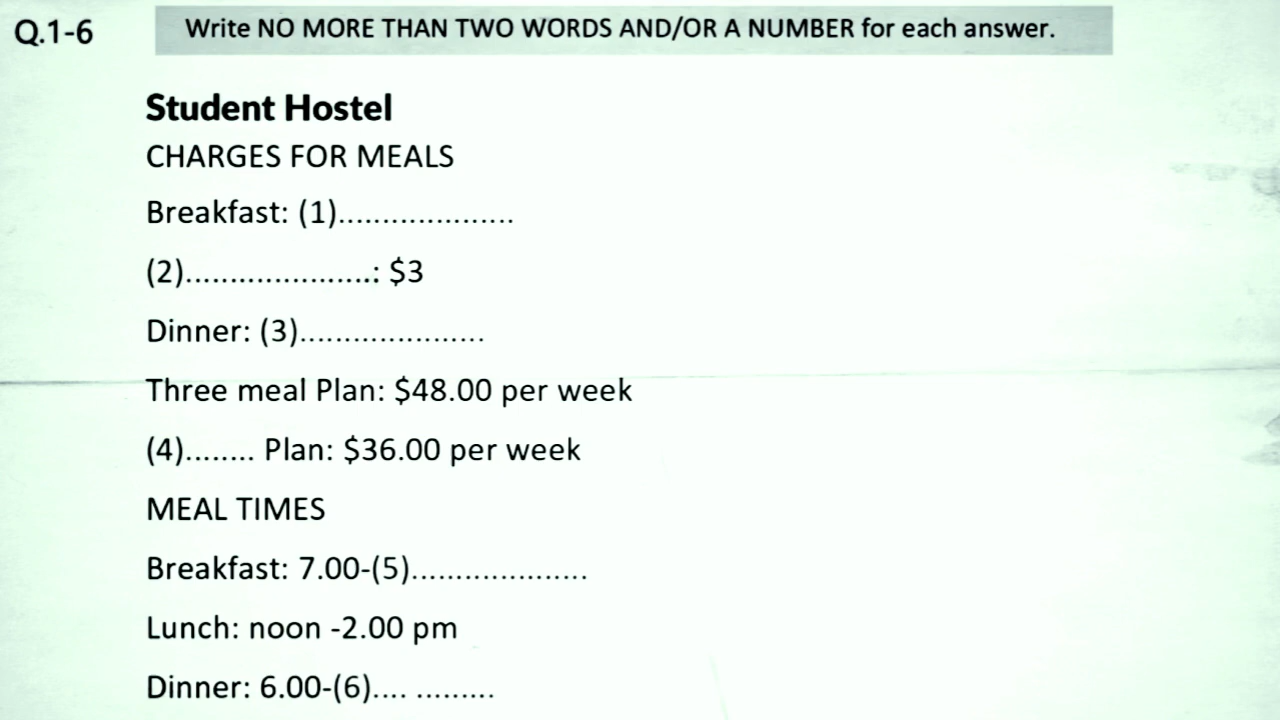 Q.1-6 Write NO MORE THAN TWO WORDS AND/OR A NUMBER for each answer.
Student Hostel
CHARGES FOR MEALS
Breakfast: (1)....................
(2).....................: $3
Dinner: (3).....................
Three meal Plan: $48.00 per week
(4)........ Plan: $36.00 per week
MEAL TIMES
Breakfast: 7.00-(5)....................
Lunch: noon -2.00 pm
Dinner: 6.00-(6).... .........